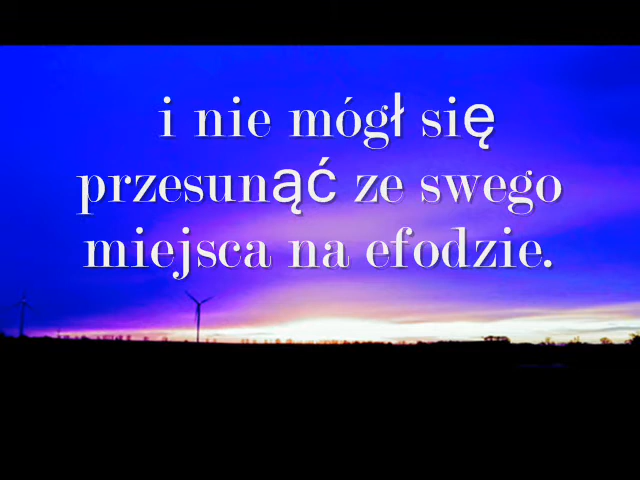 i nie mógł się
przesunąć ze swego
miejsca na efodzie.